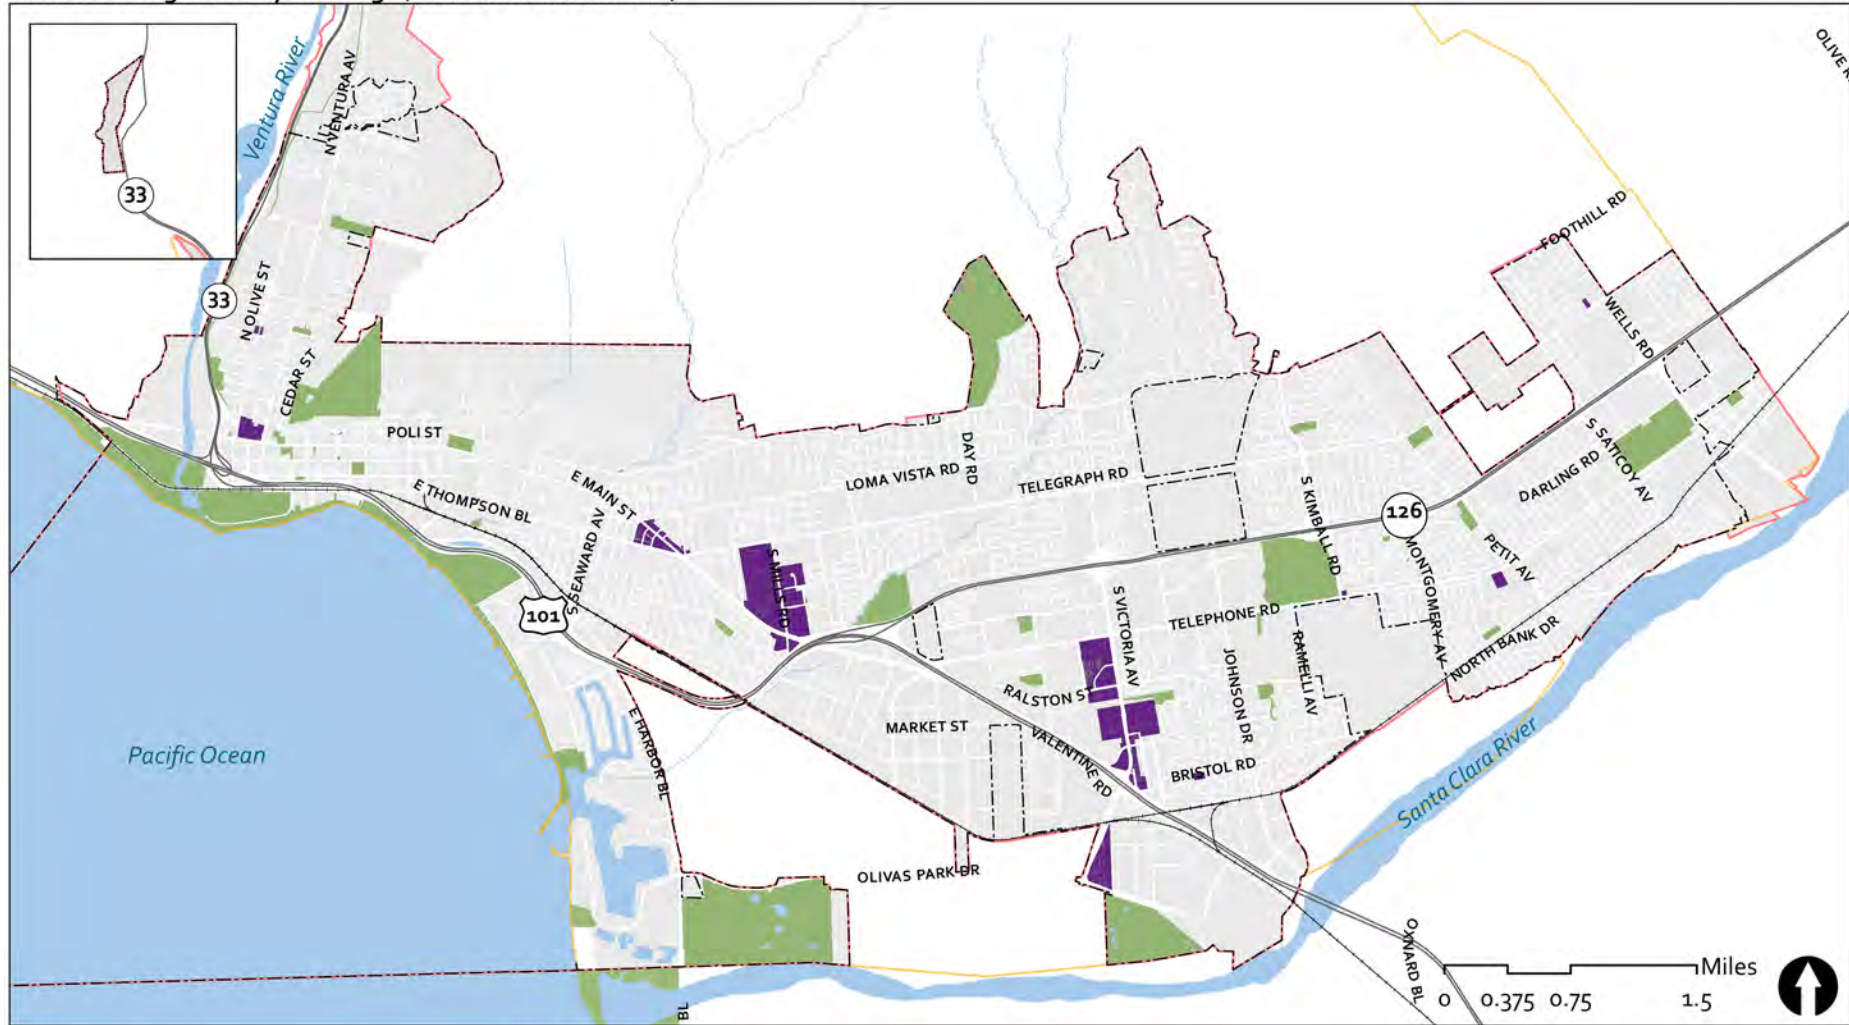 OLIVE
Ventura River
N VENTURA AV
33
FOOTHILL RD
33
N OLIVE ST
WELLS RD
CEDAR ST
POLI ST
DAY RD
LOMA VISTA RD
TELEGRAPH RD
E MAIN ST
E THOMPSON BL
S SEAWARD AV
S KIMBALL RD
126
DARLING RD
S SATICOY AV
S MILLS RD
101
MONTGOMERY AV
PETIT AV
S VICTORIA AV
TELEPHONE RD
RAMELLI AV
NORTH BANK DR
JOHNSON DR
RALSTON ST
MARKET ST
VALENTINE RD
BRISTOL RD
E HARBOR BL
Pacific Ocean
Santa Clara River
OLIVAS PARK DR
OXNARD BL
BL
Miles
0 0.375 0.75 1.5